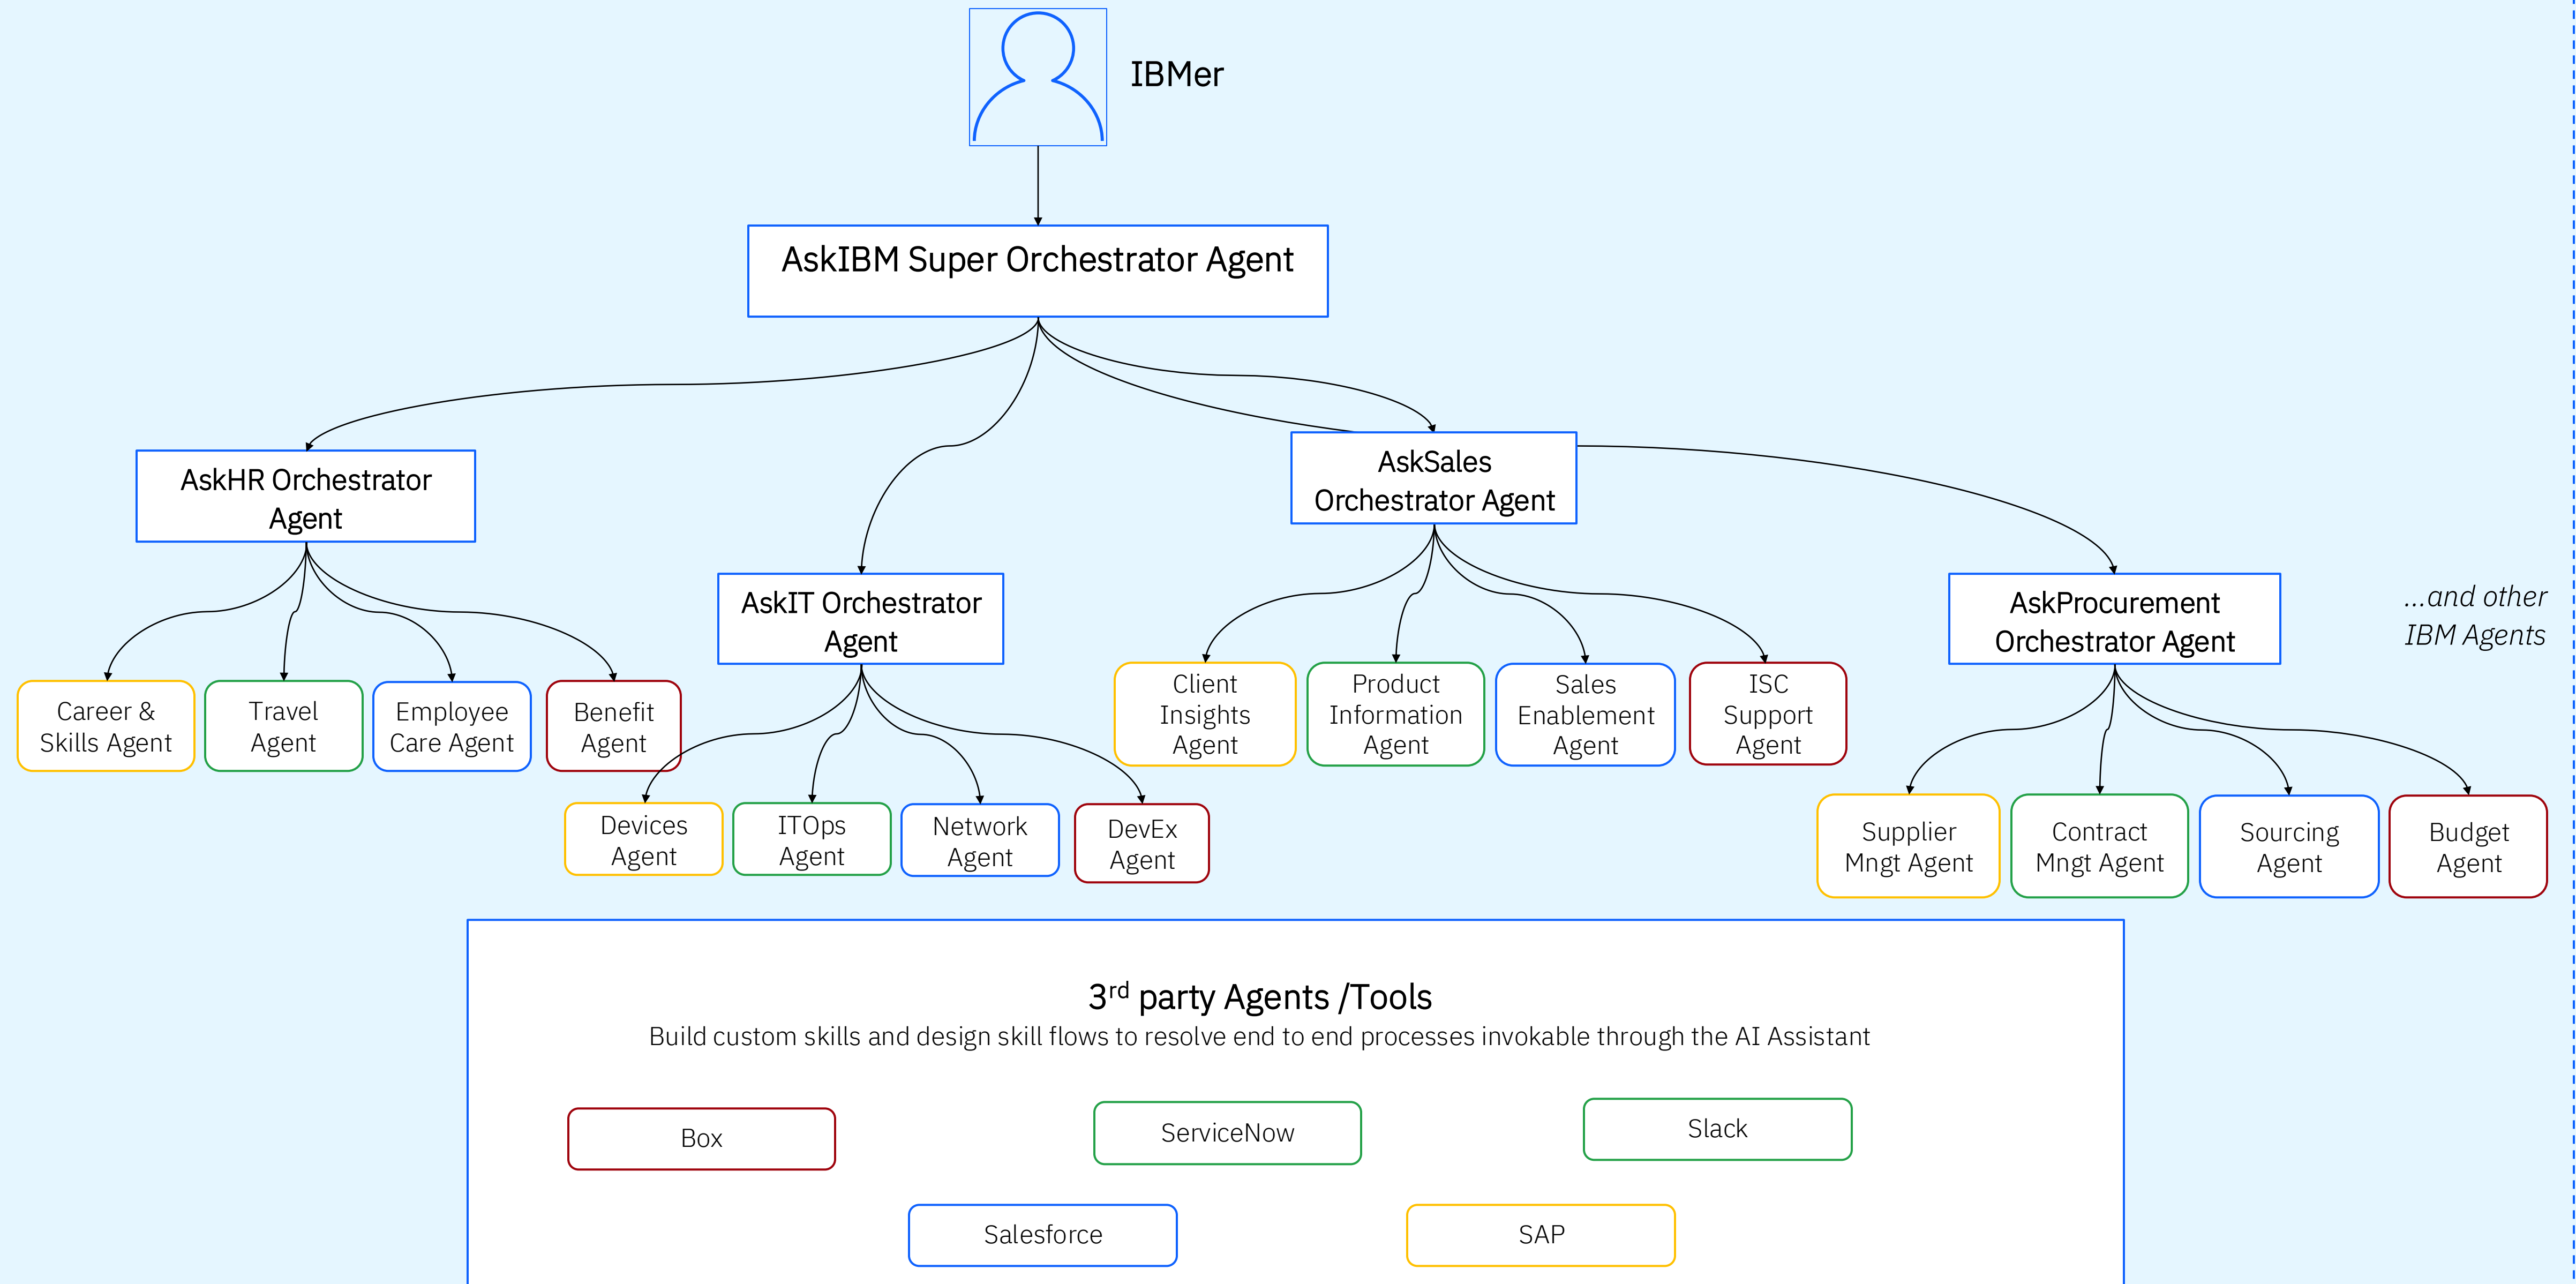 IBMer
AskIBM Super Orchestrator Agent
AskHR Orchestrator
Agent
AskIT Orchestrator
Agent
AskSales
Orchestrator Agent
AskProcurement
Orchestrator Agent
...and other
IBM Agents
Career &
Skills Agent
Travel
Agent
Employee
Care Agent
Benefit
Agent
Devices
Agent
ITOps
Agent
Network
Agent
DevEx
Agent
Client
Insights
Agent
Product
Information
Agent
Sales
Enablement
Agent
ISC
Support
Agent
Supplier
Mngt Agent
Contract
Mngt Agent
Sourcing
Agent
Budget
Agent
3rd party Agents /Tools
Build custom skills and design skill flows to resolve end to end processes invokable through the AI Assistant
Box
ServiceNow
Slack
Salesforce
SAP